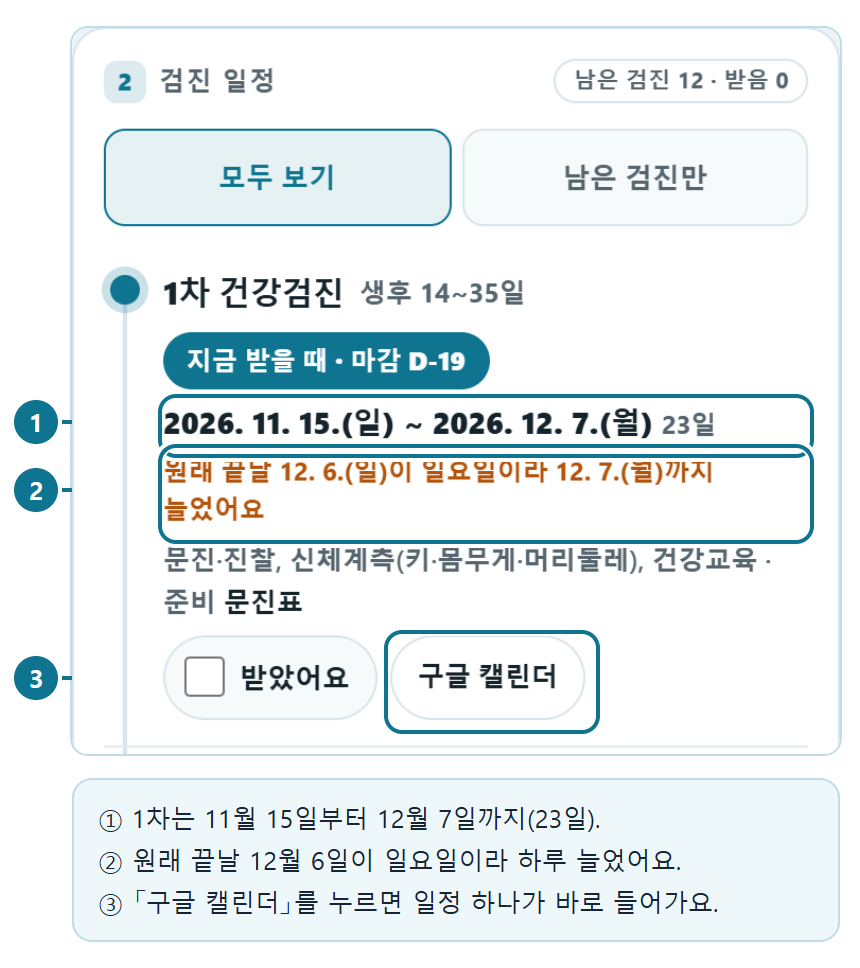 2 검진 일정 남은 검진 12 · 받음 0
모두 보기 남은 검진만
1차 건강검진 생후 14~35일
지금 받을 때 · 마감 D-19
1 2026. 11. 15.(일) ~ 2026. 12. 7.(월) 23일
2 원래 끝날 12. 6.(일)이 일요일이라 12. 7.(월)까지
늘었어요
문진·진찰, 신체계측(키·몸무게·머리둘레), 건강교육 ·
준비 문진표
3 받았어요 구글 캘린더
① 1차는 11월 15일부터 12월 7일까지(23일).
② 원래 끝날 12월 6일이 일요일이라 하루 늘었어요.
③ 「구글 캘린더」를 누르면 일정 하나가 바로 들어가요.